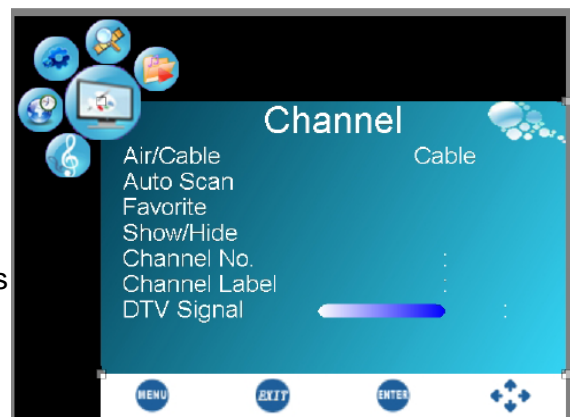 Channel
Air/Cable Cable
Auto Scan
Favorite
Show/Hide
Channel No. :
s
Channel Label :
DTV Signal :
MENU EXIT ENTER